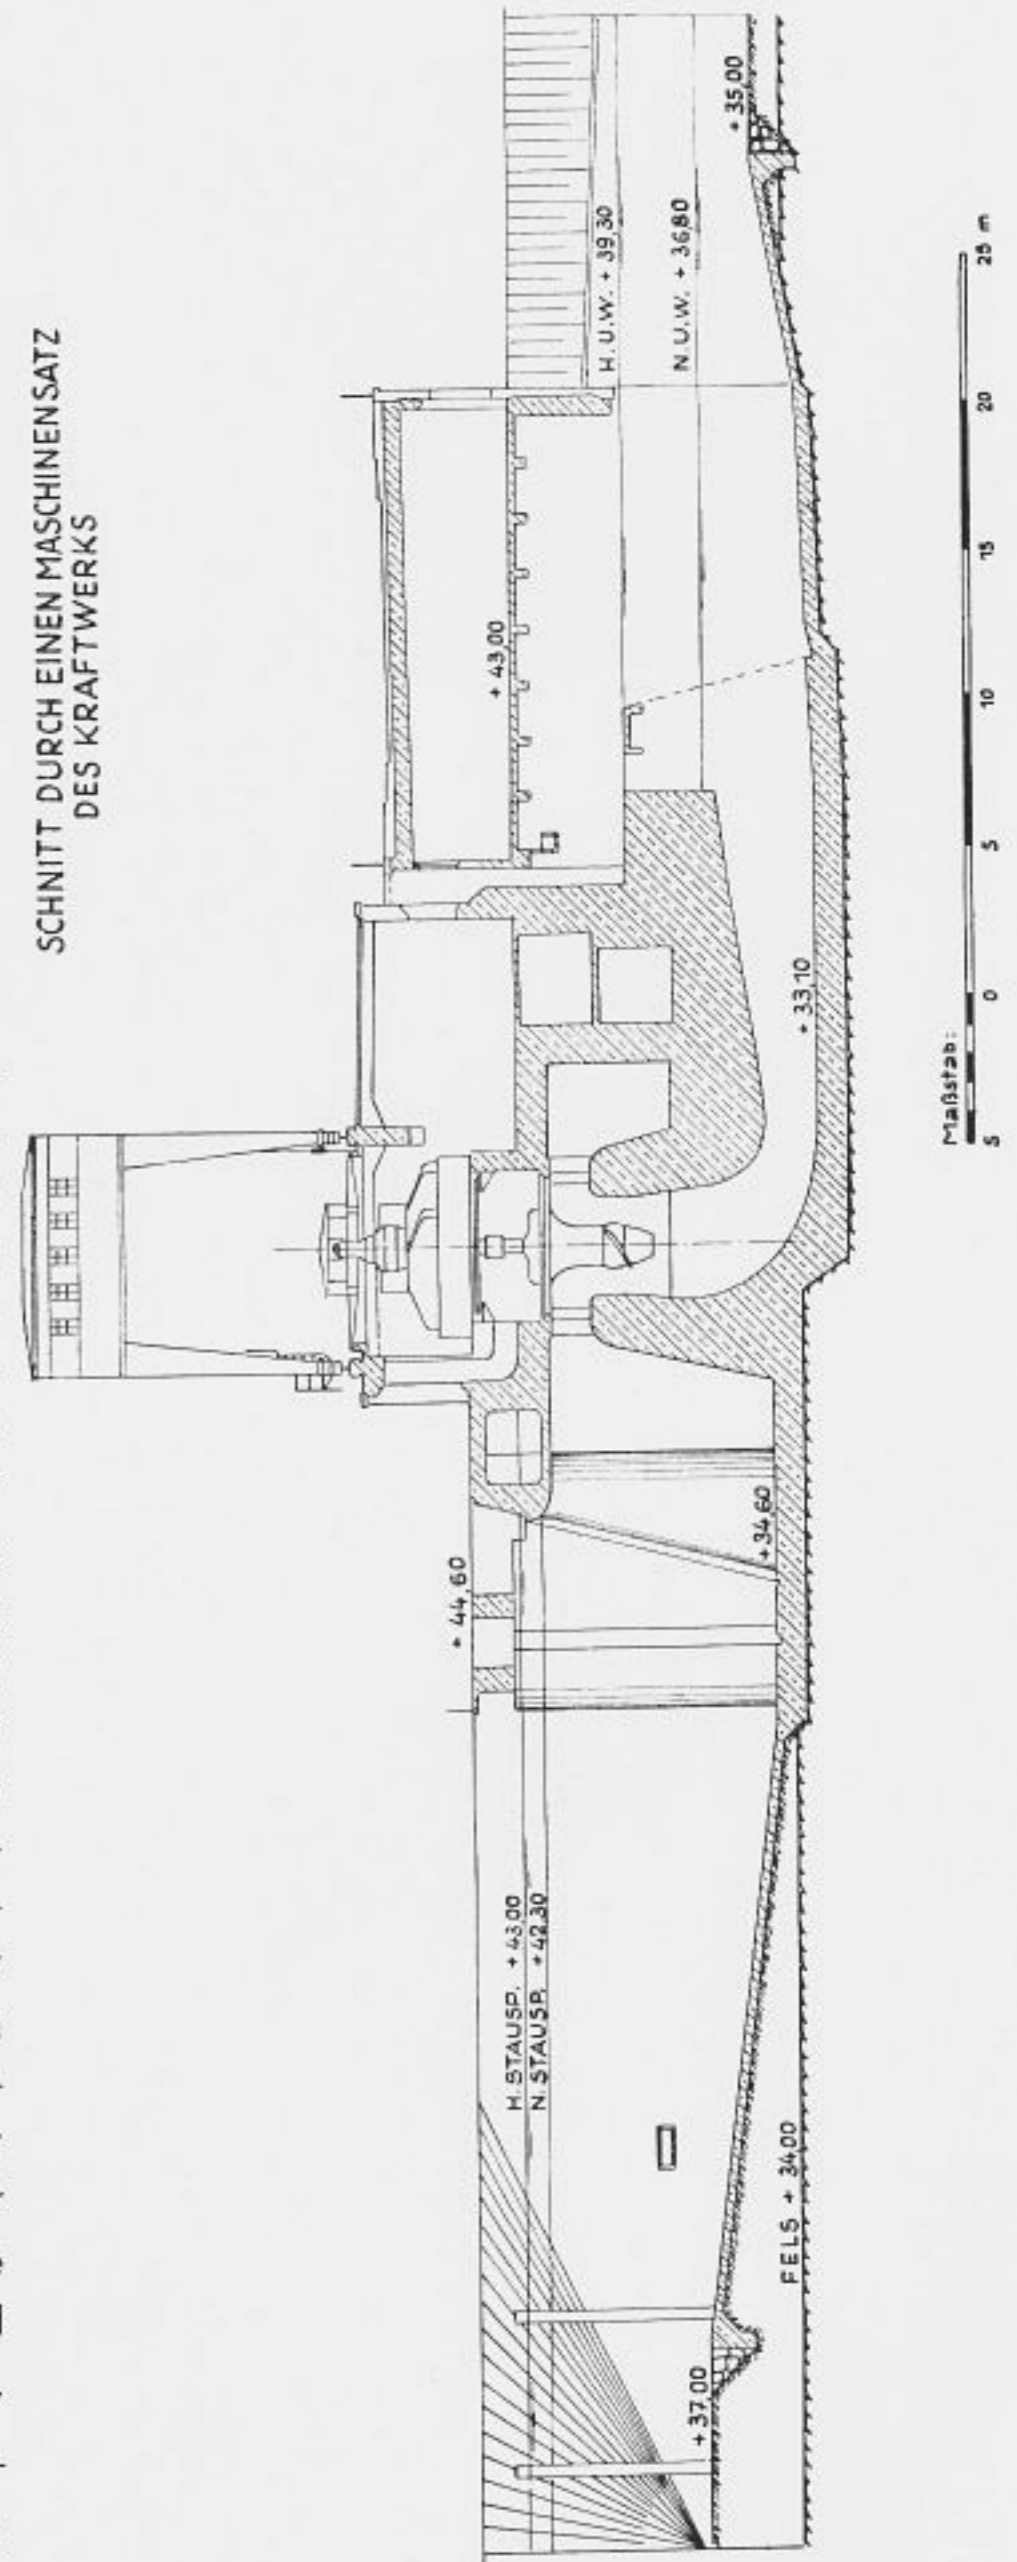 SCHNITT DURCH EINEN MASCHINENSATZ
DES KRAFTWERKS
+ 44,60
+ 43,00
H. STAUSP. + 43,00
N. STAUSP. + 42,30
H.U.W. + 39,30
N.U.W. + 36,80
+ 35,00
+ 37,00
+ 34,60
+ 33,10
FELS + 34,00
Maßstab:
5 0 5 10 15 20 25 m